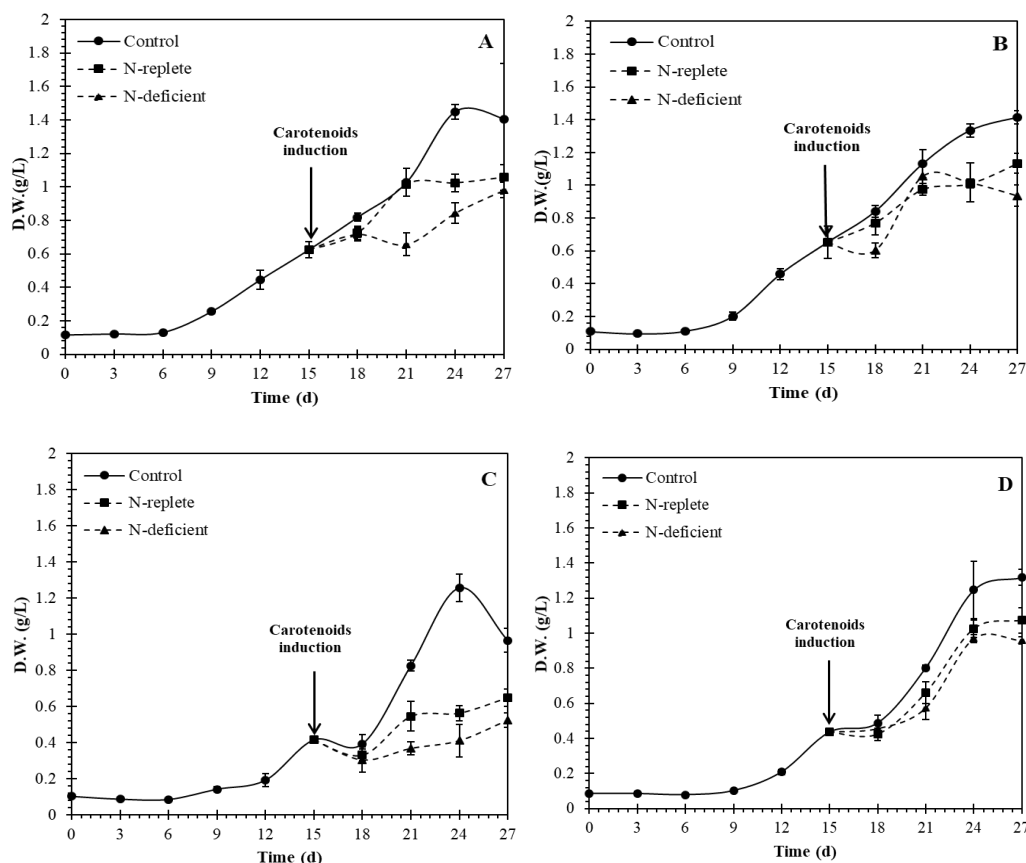 A
Control
N-replete
N-deficient
Carotenoids
induction
D.W.(g/L)
2
1.8
1.6
1.4
1.2
1
0.8
0.6
0.4
0.2
0
0 3 6 9 12 15 18 21 24 27
Time (d)
B
Control
N-replete
N-deficient
Carotenoids
induction
D.W.(g/L)
2
1.8
1.6
1.4
1.2
1
0.8
0.6
0.4
0.2
0
0 3 6 9 12 15 18 21 24 27
Time (d)
C
Control
N-replete
N-deficient
Carotenoids
induction
D.W. (g/L)
2
1.8
1.6
1.4
1.2
1
0.8
0.6
0.4
0.2
0
0 3 6 9 12 15 18 21 24 27
Time (d)
D
Control
N-replete
N-deficient
Carotenoids
induction
D.W. (g/L)
2
1.8
1.6
1.4
1.2
1
0.8
0.6
0.4
0.2
0
0 3 6 9 12 15 18 21 24 27
Time (d)